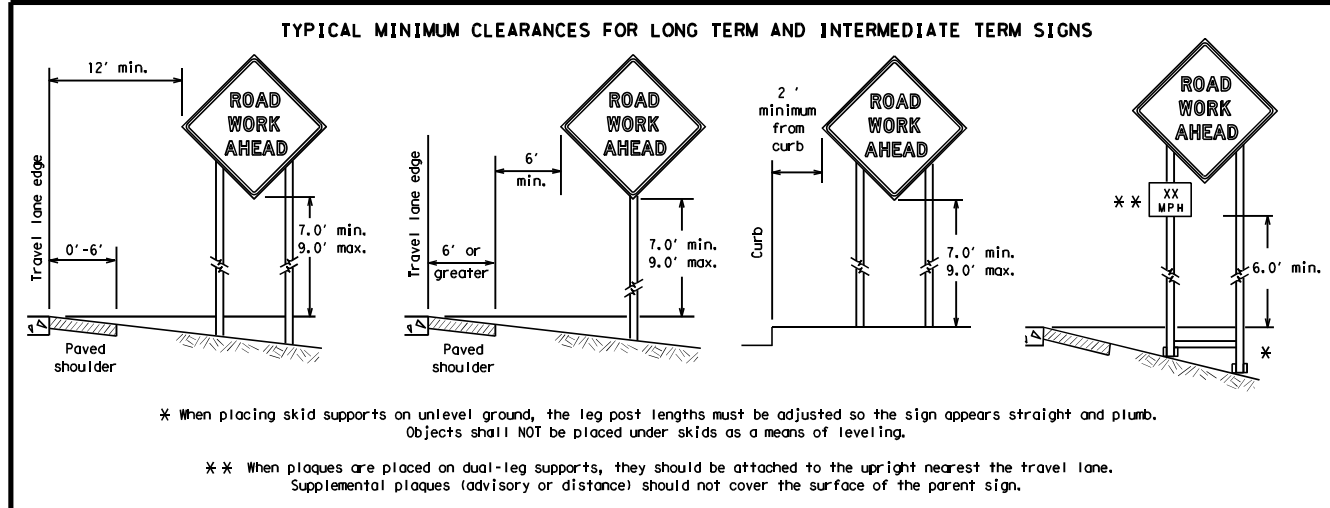 TYPICAL MINIMUM CLEARANCES FOR LONG TERM AND INTERMEDIATE TERM SIGNS
12' min.
ROAD
WORK
AHEAD
Travel lane edge
0'-6'
7.0' min.
9.0' max.
Paved
shoulder
ROAD
WORK
AHEAD
6'
min.
Travel lane edge
6' or
greater
7.0' min.
9.0' max.
Paved
shoulder
2 '
minimum
from
curb
ROAD
WORK
AHEAD
Curb
7.0' min.
9.0' max.
ROAD
WORK
AHEAD
* *
XX
MPH
6.0' min.
*
* When placing skid supports on unlevel ground, the leg post lengths must be adjusted so the sign appears straight and plumb.
Objects shall NOT be placed under skids as a means of leveling.
* * When plaques are placed on dual-leg supports, they should be attached to the upright nearest the travel lane.
Supplemental plaques (advisory or distance) should not cover the surface of the parent sign.